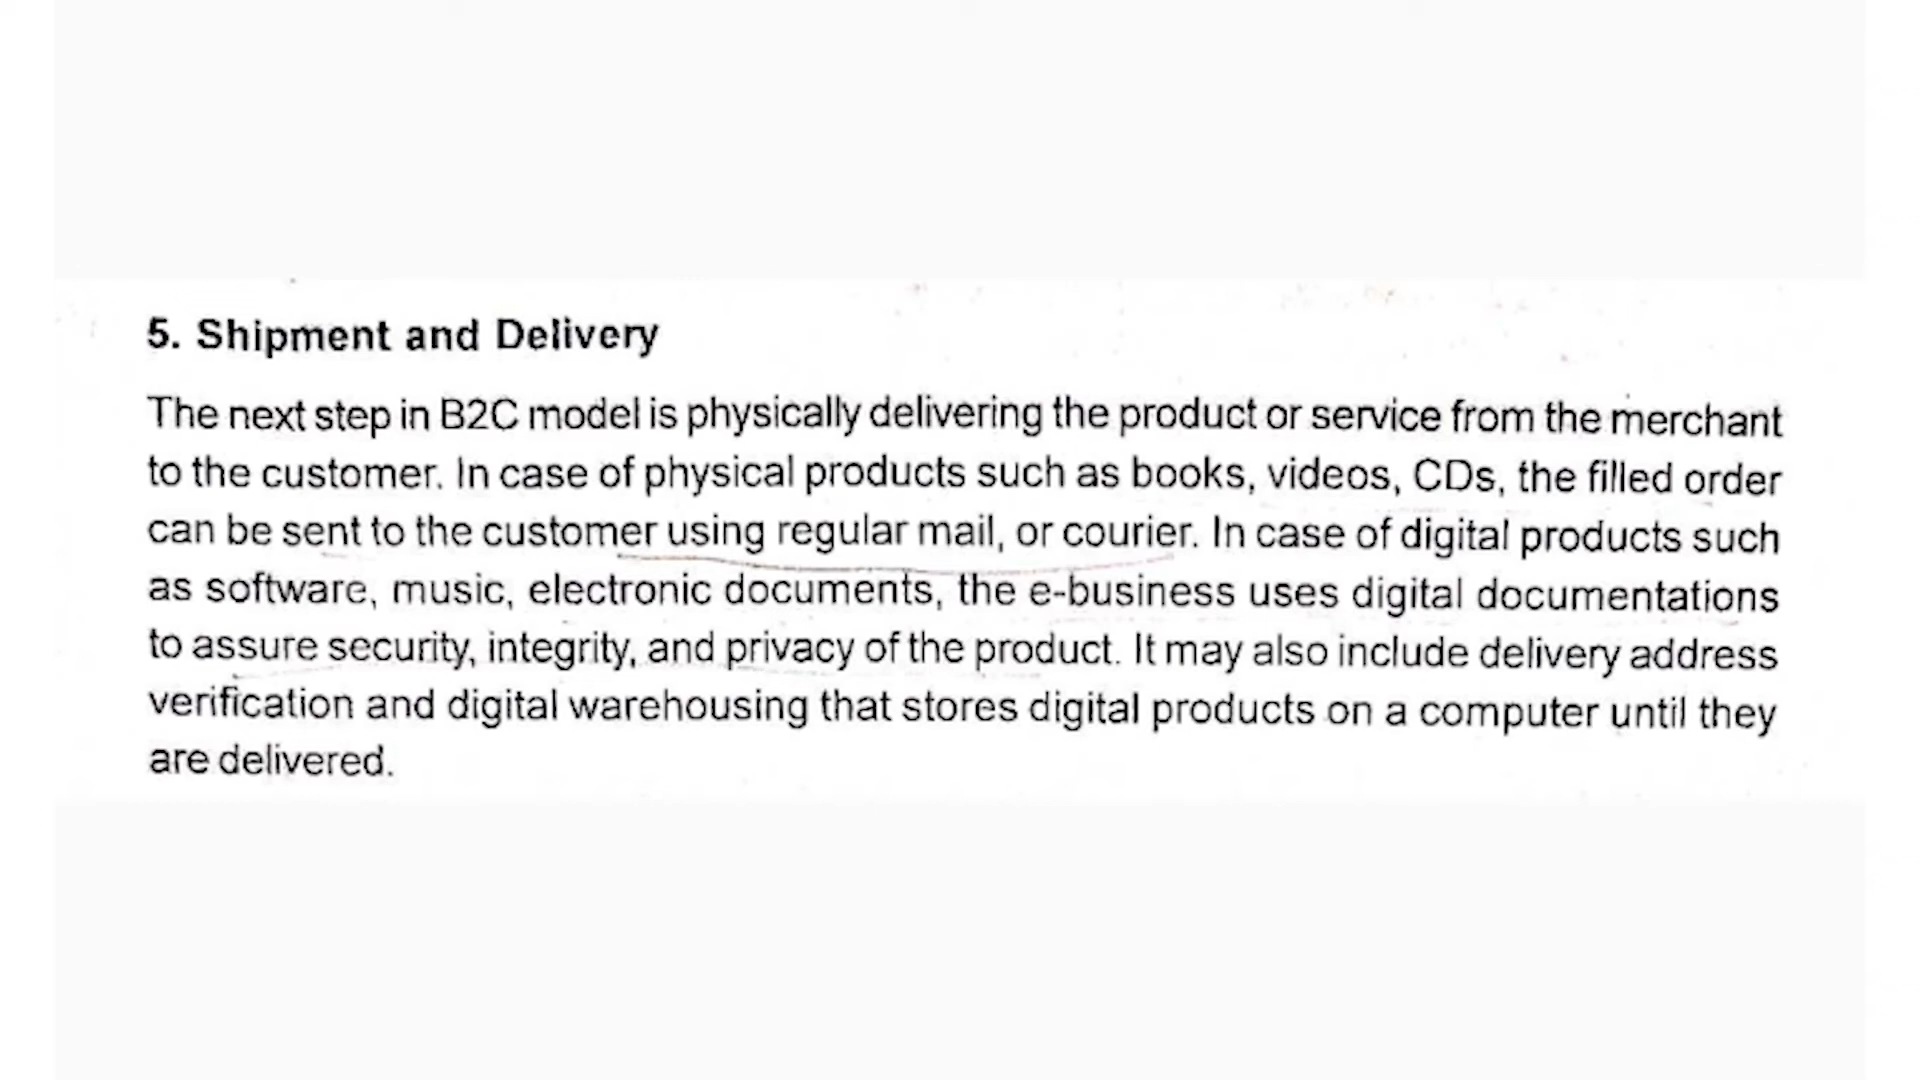 5. Shipment and Delivery
The next step in B2C model is physically delivering the product or service from the merchant
to the customer. In case of physical products such as books, videos, CDs, the filled order
can be sent to the customer using regular mail, or courier. In case of digital products such
as software, music, electronic documents, the e-business uses digital documentations
to assure security, integrity, and privacy of the product. It may also include delivery address
verification and digital warehousing that stores digital products on a computer until they
are delivered.